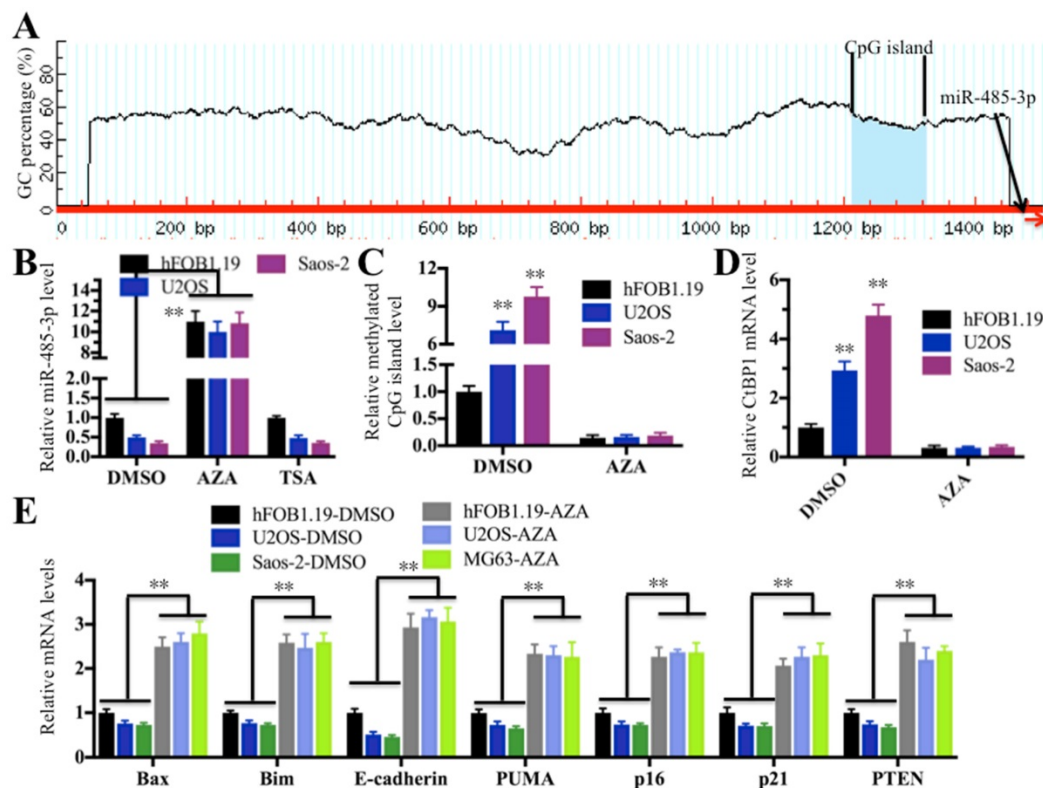 A
GC percentage (%)
80
60
40
20
0
CpG island
miR-485-3p
0 200 bp 400 bp 600 bp 800 bp 1000 bp 1200 bp 1400 bp
B
hFOB1.19 Saos-2
U2OS
Relative miR-485-3p level
14
12
10
8
2.0
1.5
1.0
0.5
0.0
**
DMSO AZA TSA
C
Relative methylated
CpG island level
12
9
6
1.5
1.0
0.5
0.0
** **
hFOB1.19
U2OS
Saos-2
DMSO AZA
D
Relative CtBP1 mRNA level
6
4
2
0
** **
hFOB1.19
U2OS
Saos-2
DMSO AZA
E
hFOB1.19-DMSO hFOB1.19-AZA
U2OS-DMSO U2OS-AZA
Saos-2-DMSO MG63-AZA
Relative mRNA levels
4
3
2
1
0
** ** ** ** ** ** **
Bax Bim E-cadherin PUMA p16 p21 PTEN